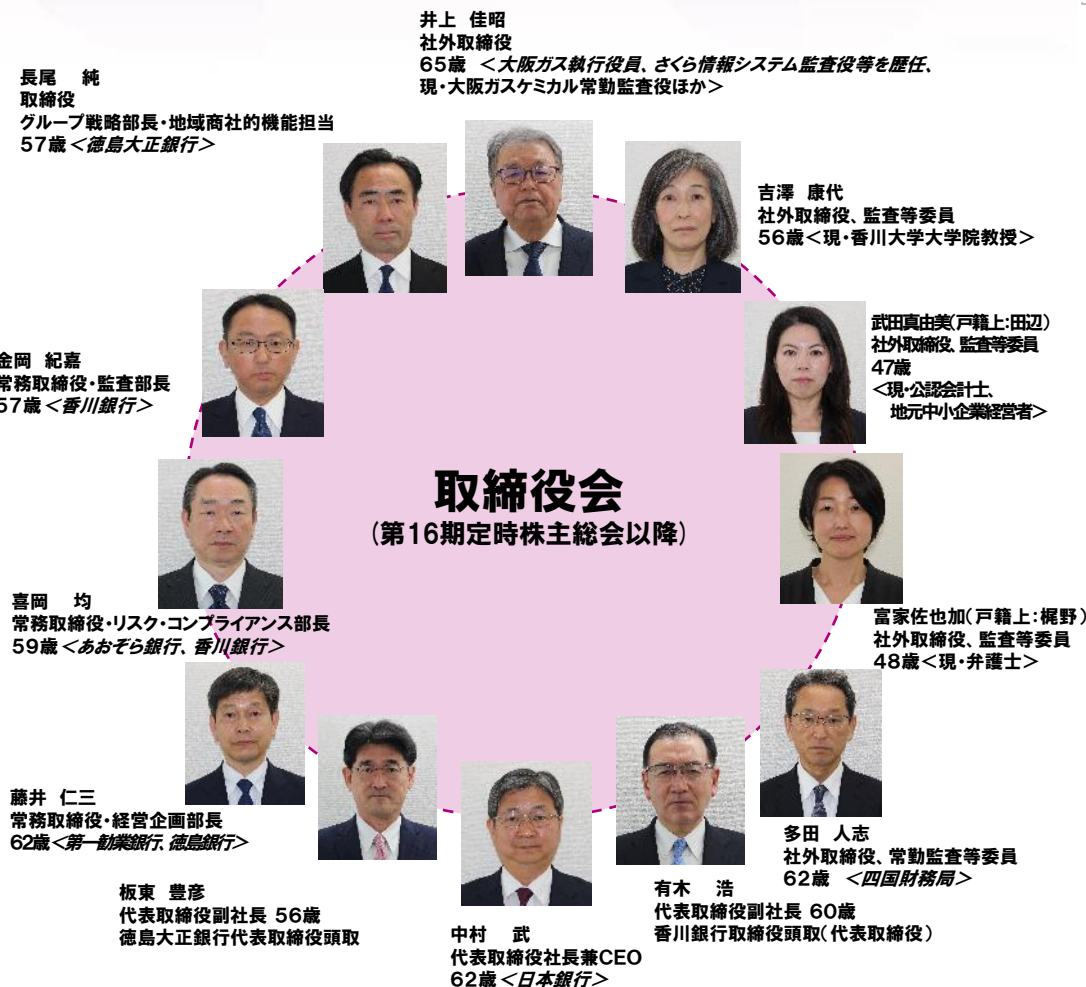 井上 佳昭
社外取締役
65歳 <大阪ガス執行役員、さくら情報システム監査役等を歴任、
現・大阪ガスケミカル常勤監査役ほか>
長尾 純
取締役
グループ戦略部長・地域商社的機能担当
57歳<徳島大正銀行>
吉澤 康代
社外取締役、監査等委員
56歳<現・香川大学大学院教授>
武田真由美(戸籍上:田辺)
社外取締役、監査等委員
47歳
<現・公認会計士、
地元中小企業経営者>
金岡 紀嘉
常務取締役・監査部長
57歳<香川銀行>
取締役会
(第16期定時株主総会以降)
喜岡 均
常務取締役・リスク・コンプライアンス部長
59歳<あおぞら銀行、香川銀行>
富家佐也加(戸籍上:梶野)
社外取締役、監査等委員
48歳<現・弁護士>
藤井 仁三
常務取締役・経営企画部長
62歳<第一勧業銀行、徳島銀行>
多田 人志
社外取締役、常勤監査等委員
62歳 <四国財務局>
板東 豊彦
代表取締役副社長 56歳
徳島大正銀行代表取締役頭取
有木 浩
代表取締役副社長 60歳
香川銀行取締役頭取(代表取締役)
中村 武
代表取締役社長兼CEO
62歳<日本銀行>